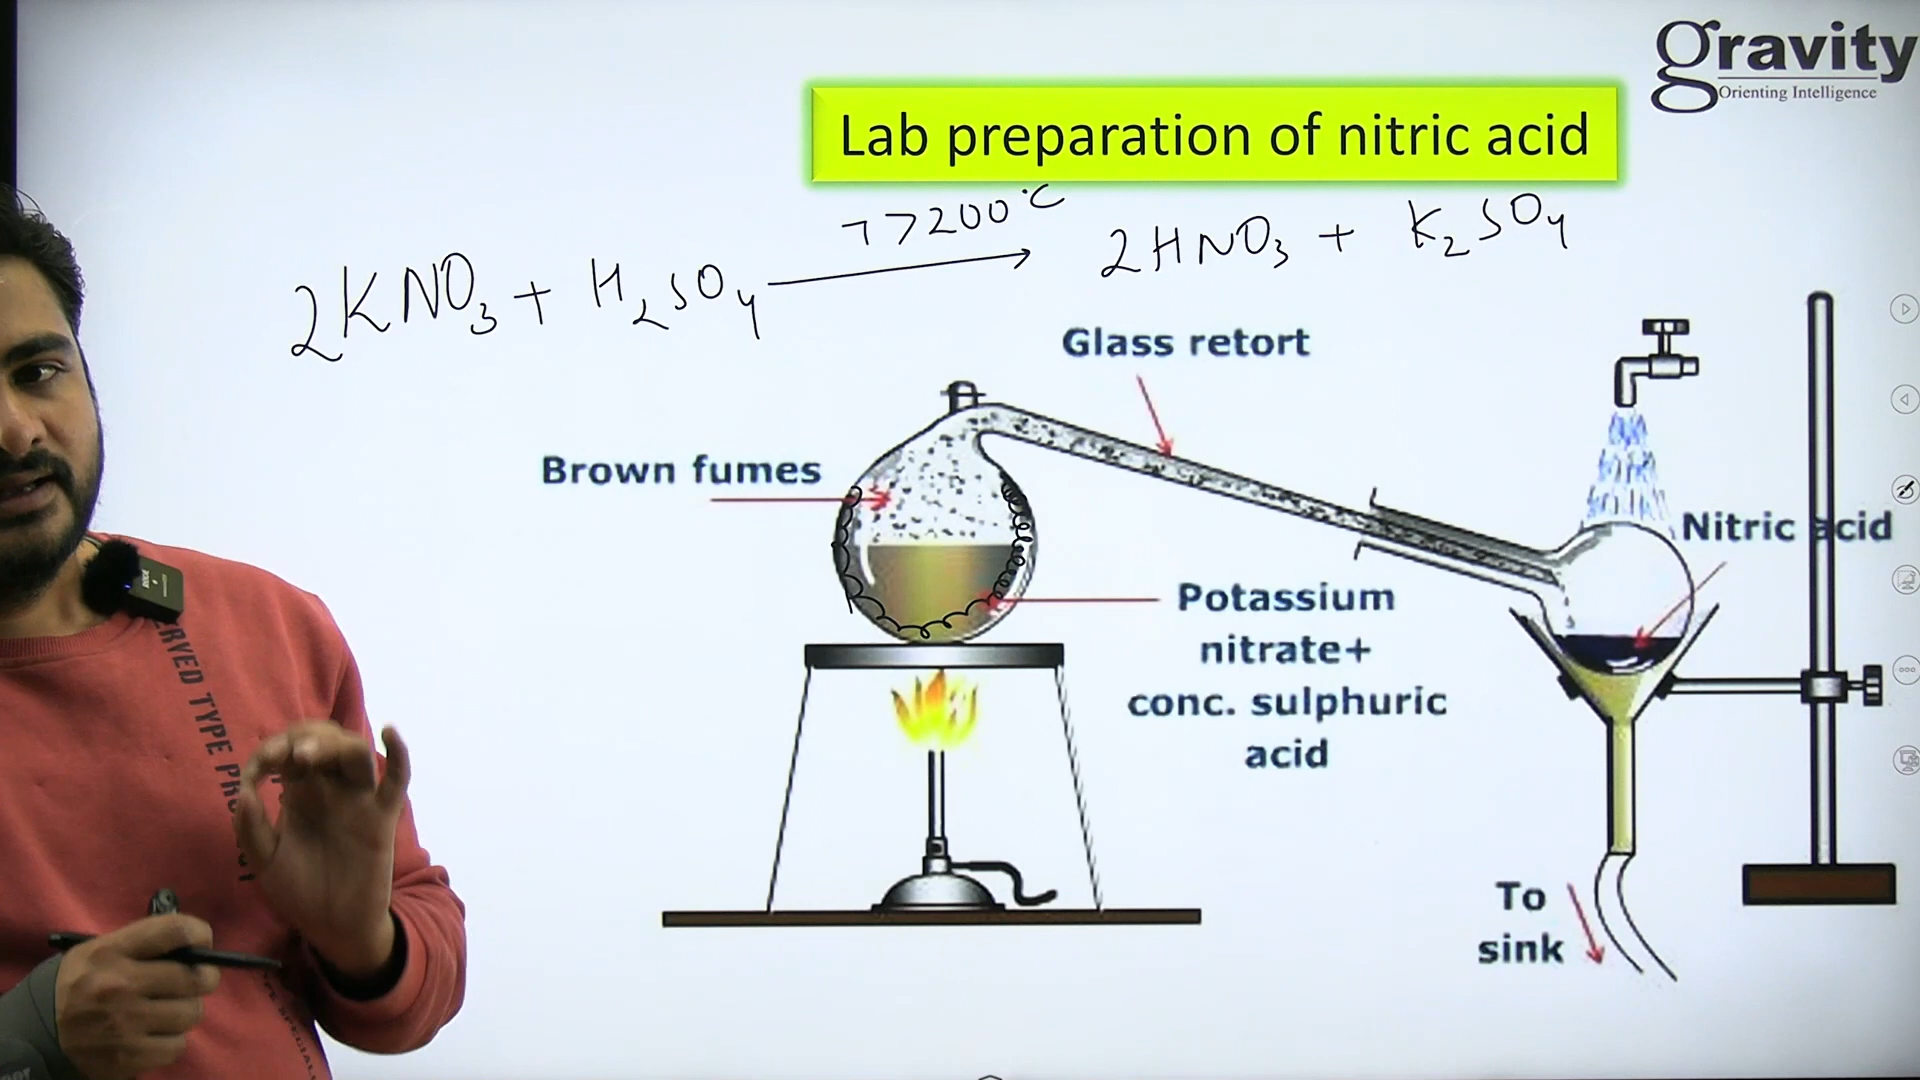 gravity
Orienting Intelligence
Lab preparation of nitric acid
2KNO₃ + H₂SO₄ 77200°C 2HNO₃ + K₂SO₄
Glass retort
Brown fumes
Nitric acid
Potassium
nitrate+
conc. sulphuric
acid
To
sink